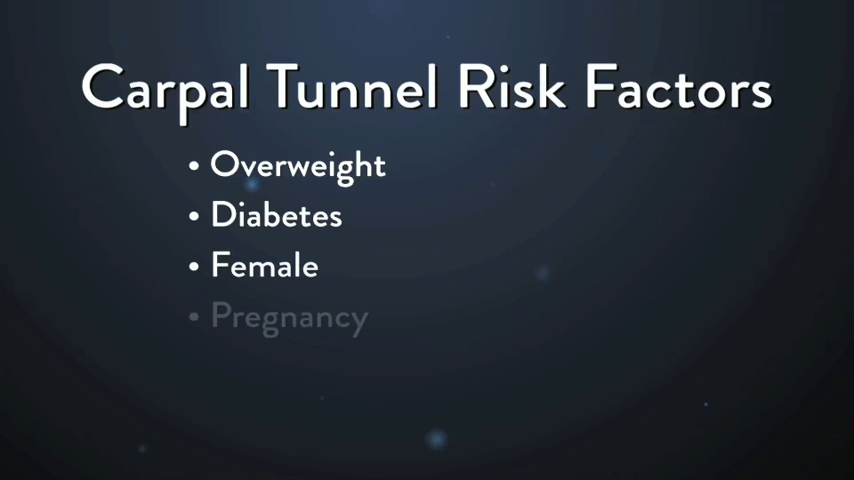 Carpal Tunnel Risk Factors
• Overweight
• Diabetes
• Female
• Pregnancy